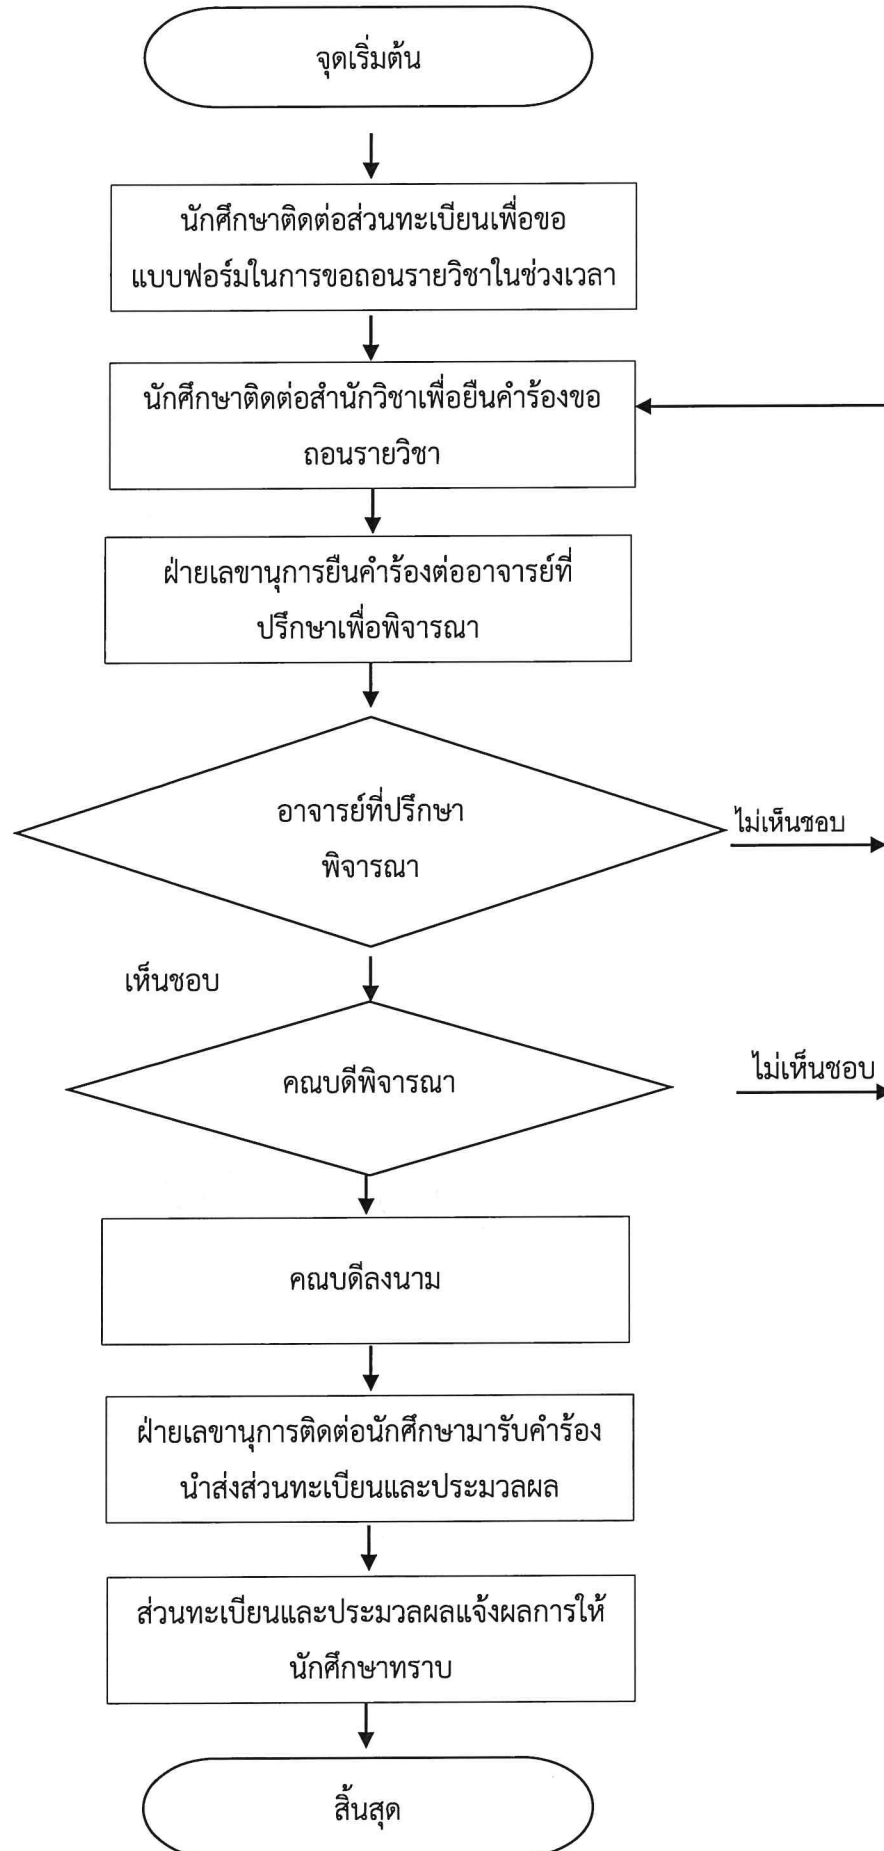 จุดเริ่มต้น
นักศึกษาติดต่อส่วนทะเบียนเพื่อขอ
แบบฟอร์มในการขอถอนรายวิชาในช่วงเวลา
นักศึกษาติดต่อสำนักวิชาเพื่อยืนคำร้องขอ
ถอนรายวิชา
ฝ่ายเลขานุการยืนคำร้องต่ออาจารย์ที่
ปรึกษาเพื่อพิจารณา
อาจารย์ที่ปรึกษา
พิจารณา
ไม่เห็นชอบ
เห็นชอบ
คณบดีพิจารณา
ไม่เห็นชอบ
คณบดีลงนาม
ฝ่ายเลขานุการติดต่อนักศึกษามารับคำร้อง
นำส่งส่วนทะเบียนและประมวลผล
ส่วนทะเบียนและประมวลผลแจ้งผลการให้
นักศึกษาทราบ
สิ้นสุด